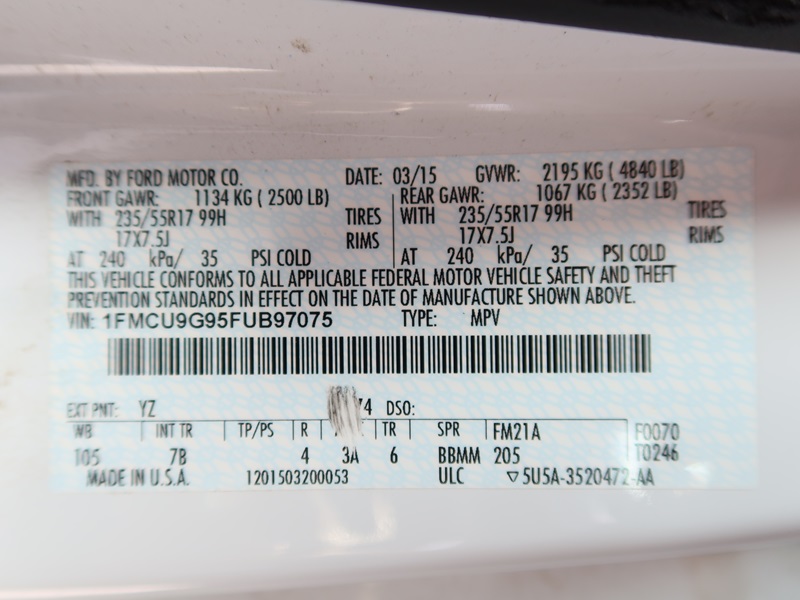 MFD. BY FORD MOTOR CO. DATE: 03/15 GVWR: 2195 KG ( 4840 LB)
FRONT GAWR: 1134 KG ( 2500 LB) REAR GAWR: 1067 KG ( 2352 LB)
WITH 235/55R17 99H TIRES WITH 235/55R17 99H TIRES
17X7.5J RIMS 17X7.5J RIMS
AT 240 kPa/ 35 PSI COLD AT 240 kPa/ 35 PSI COLD
THIS VEHICLE CONFORMS TO ALL APPLICABLE FEDERAL MOTOR VEHICLE SAFETY AND THEFT
PREVENTION STANDARDS IN EFFECT ON THE DATE OF MANUFACTURE SHOWN ABOVE.
VIN: 1FMCU9G95FUB97075 TYPE: MPV
EXT PNT: YZ 74 DSO:
WB INT TR TP/PS R TR SPR FM21A F0070
105 7B 4 3A 6 BBMM 205 T0246
MADE IN U.S.A. 1201503200053 ULC ▽5U5A-3520472-AA